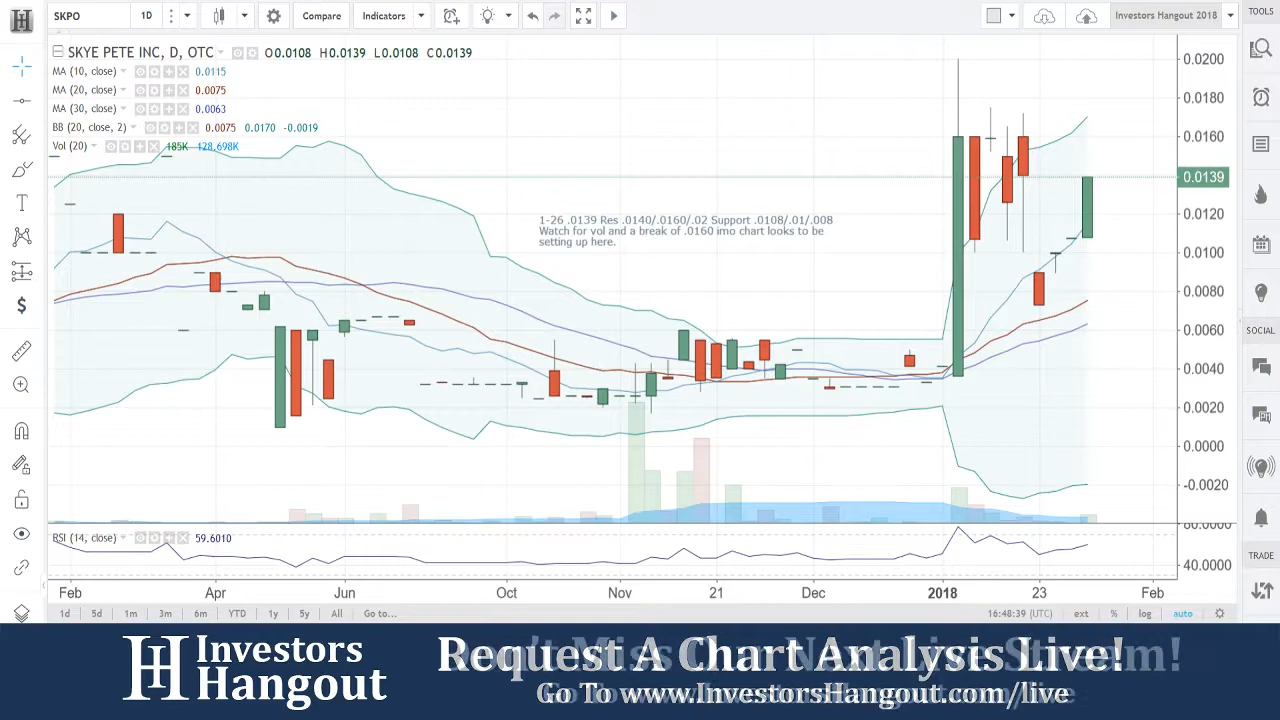 SKPO
1D
Compare
Indicators
Investors Hangout 2018
TOOLS
SKYE PETE INC, D, OTC
O0.0108 H0.0139 L0.0108 C0.0139
MA (10, close) 0.0115
MA (20, close) 0.0075
MA (30, close) 0.0063
BB (20, close, 2) 0.0075 0.0170 -0.0019
Vol (20) 185K 128.698K
1-26 .0139 Res .0140/.0160/.02 Support .0108/.01/.008
Watch for vol and a break of .0160 imo chart looks to be
setting up here.
0.0200
0.0180
0.0160
0.0139
0.0120
0.0100
0.0080
0.0060
0.0040
0.0020
0.0000
-0.0020
SOCIAL
RSI (14, close) 59.6010
80.0000
40.0000
TRADE
Feb Apr Jun Oct Nov 21 Dec 2018 23 Feb
1d 5d 1m 3m 6m YTD 1y 5y All Go to...
16:48:39 (UTC) ext % log auto
Investors
Hangout
Request A Chart Analysis Live!
Go To www.InvestorsHangout.com/live